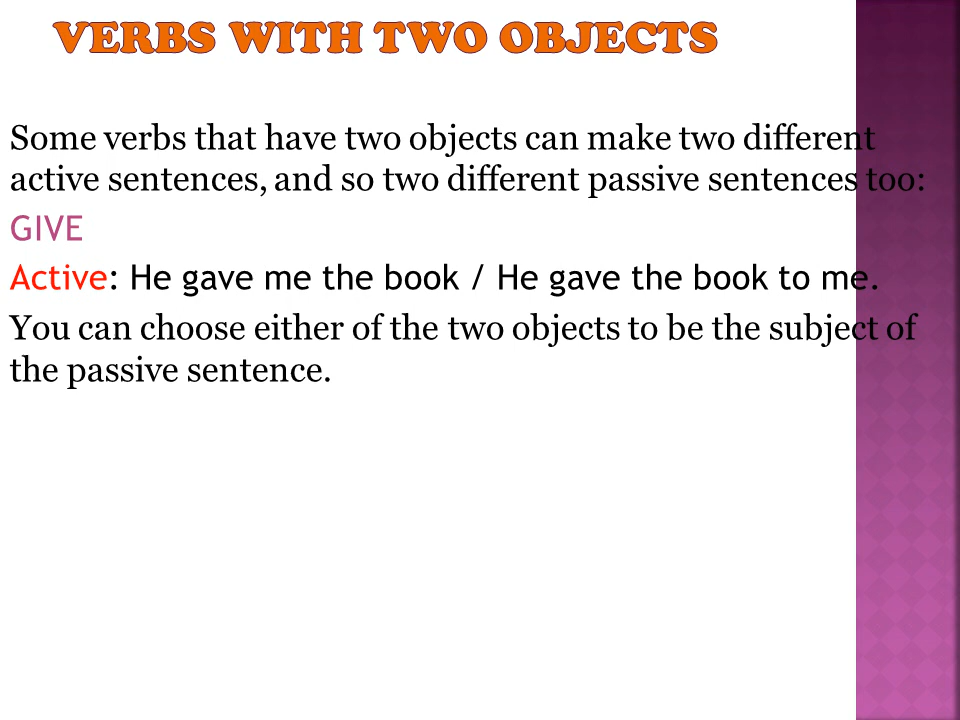 VERBS WITH TWO OBJECTS
Some verbs that have two objects can make two different
active sentences, and so two different passive sentences too:
GIVE
Active: He gave me the book / He gave the book to me.
You can choose either of the two objects to be the subject of
the passive sentence.